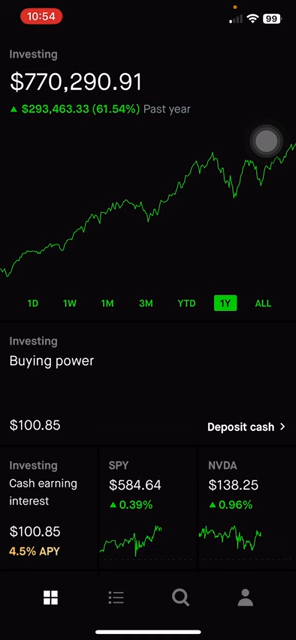 10:54
99
Investing
$770,290.91
▲ $293,463.33 (61.54%) Past year
1D 1W 1M 3M YTD 1Y ALL
Investing
Buying power
$100.85 Deposit cash >
Investing
Cash earning
interest
$100.85
4.5% APY
SPY
$584.64
▲ 0.39%
NVDA
$138.25
▲ 0.96%